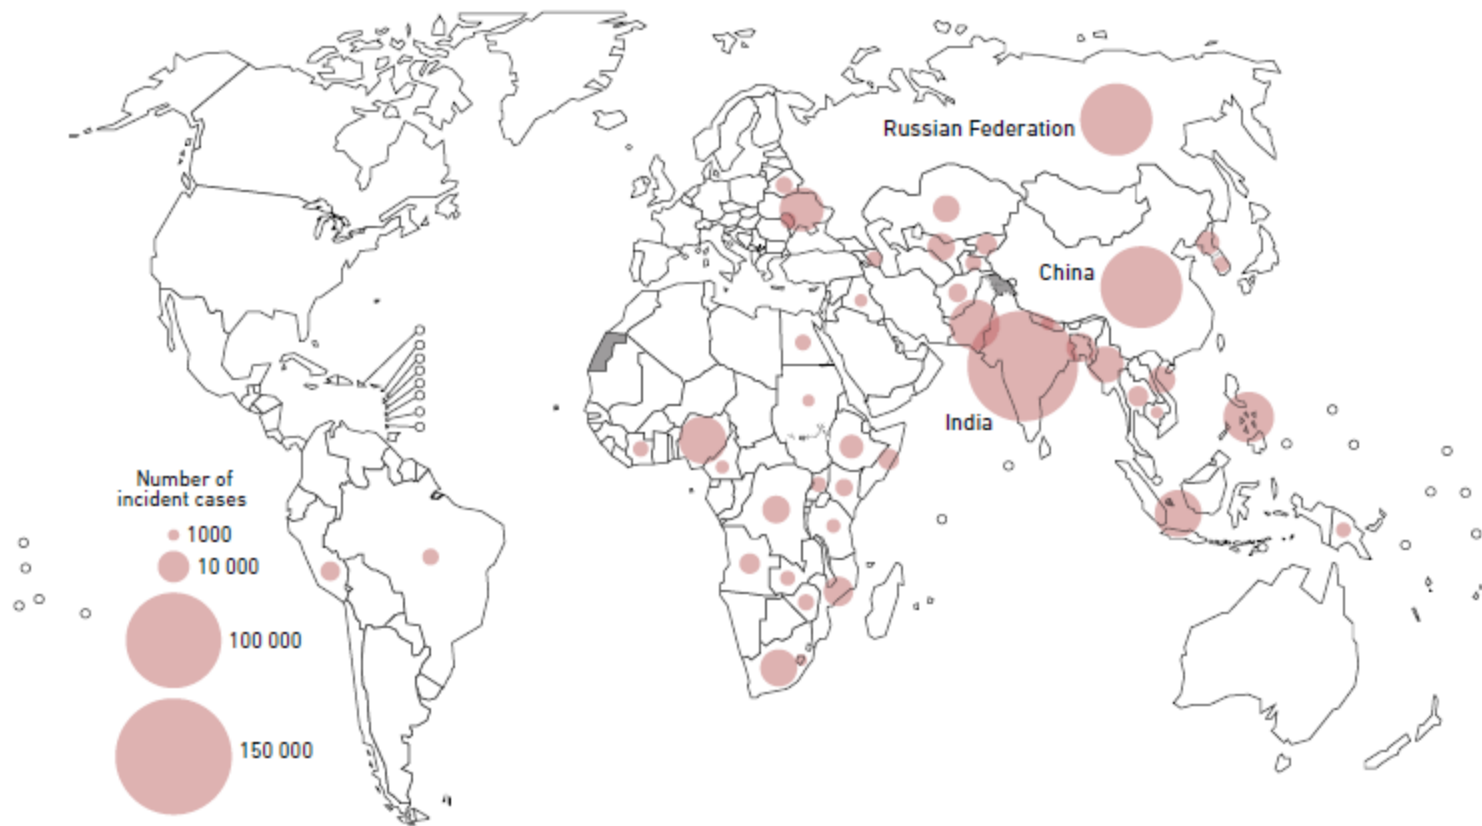 Russian Federation
China
India
Number of
incident cases
1000
10 000
100 000
150 000